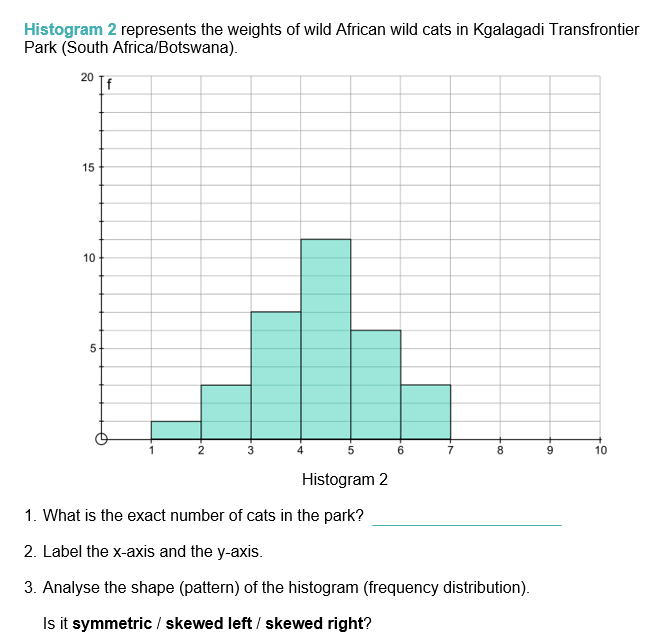 Histogram 2 represents the weights of wild African wild cats in Kgalagadi Transfrontier
Park (South Africa/Botswana).
20
f
15
10
5
1 2 3 4 5 6 7 8 9 10
Histogram 2
1. What is the exact number of cats in the park?
2. Label the x-axis and the y-axis.
3. Analyse the shape (pattern) of the histogram (frequency distribution).
Is it symmetric / skewed left / skewed right?